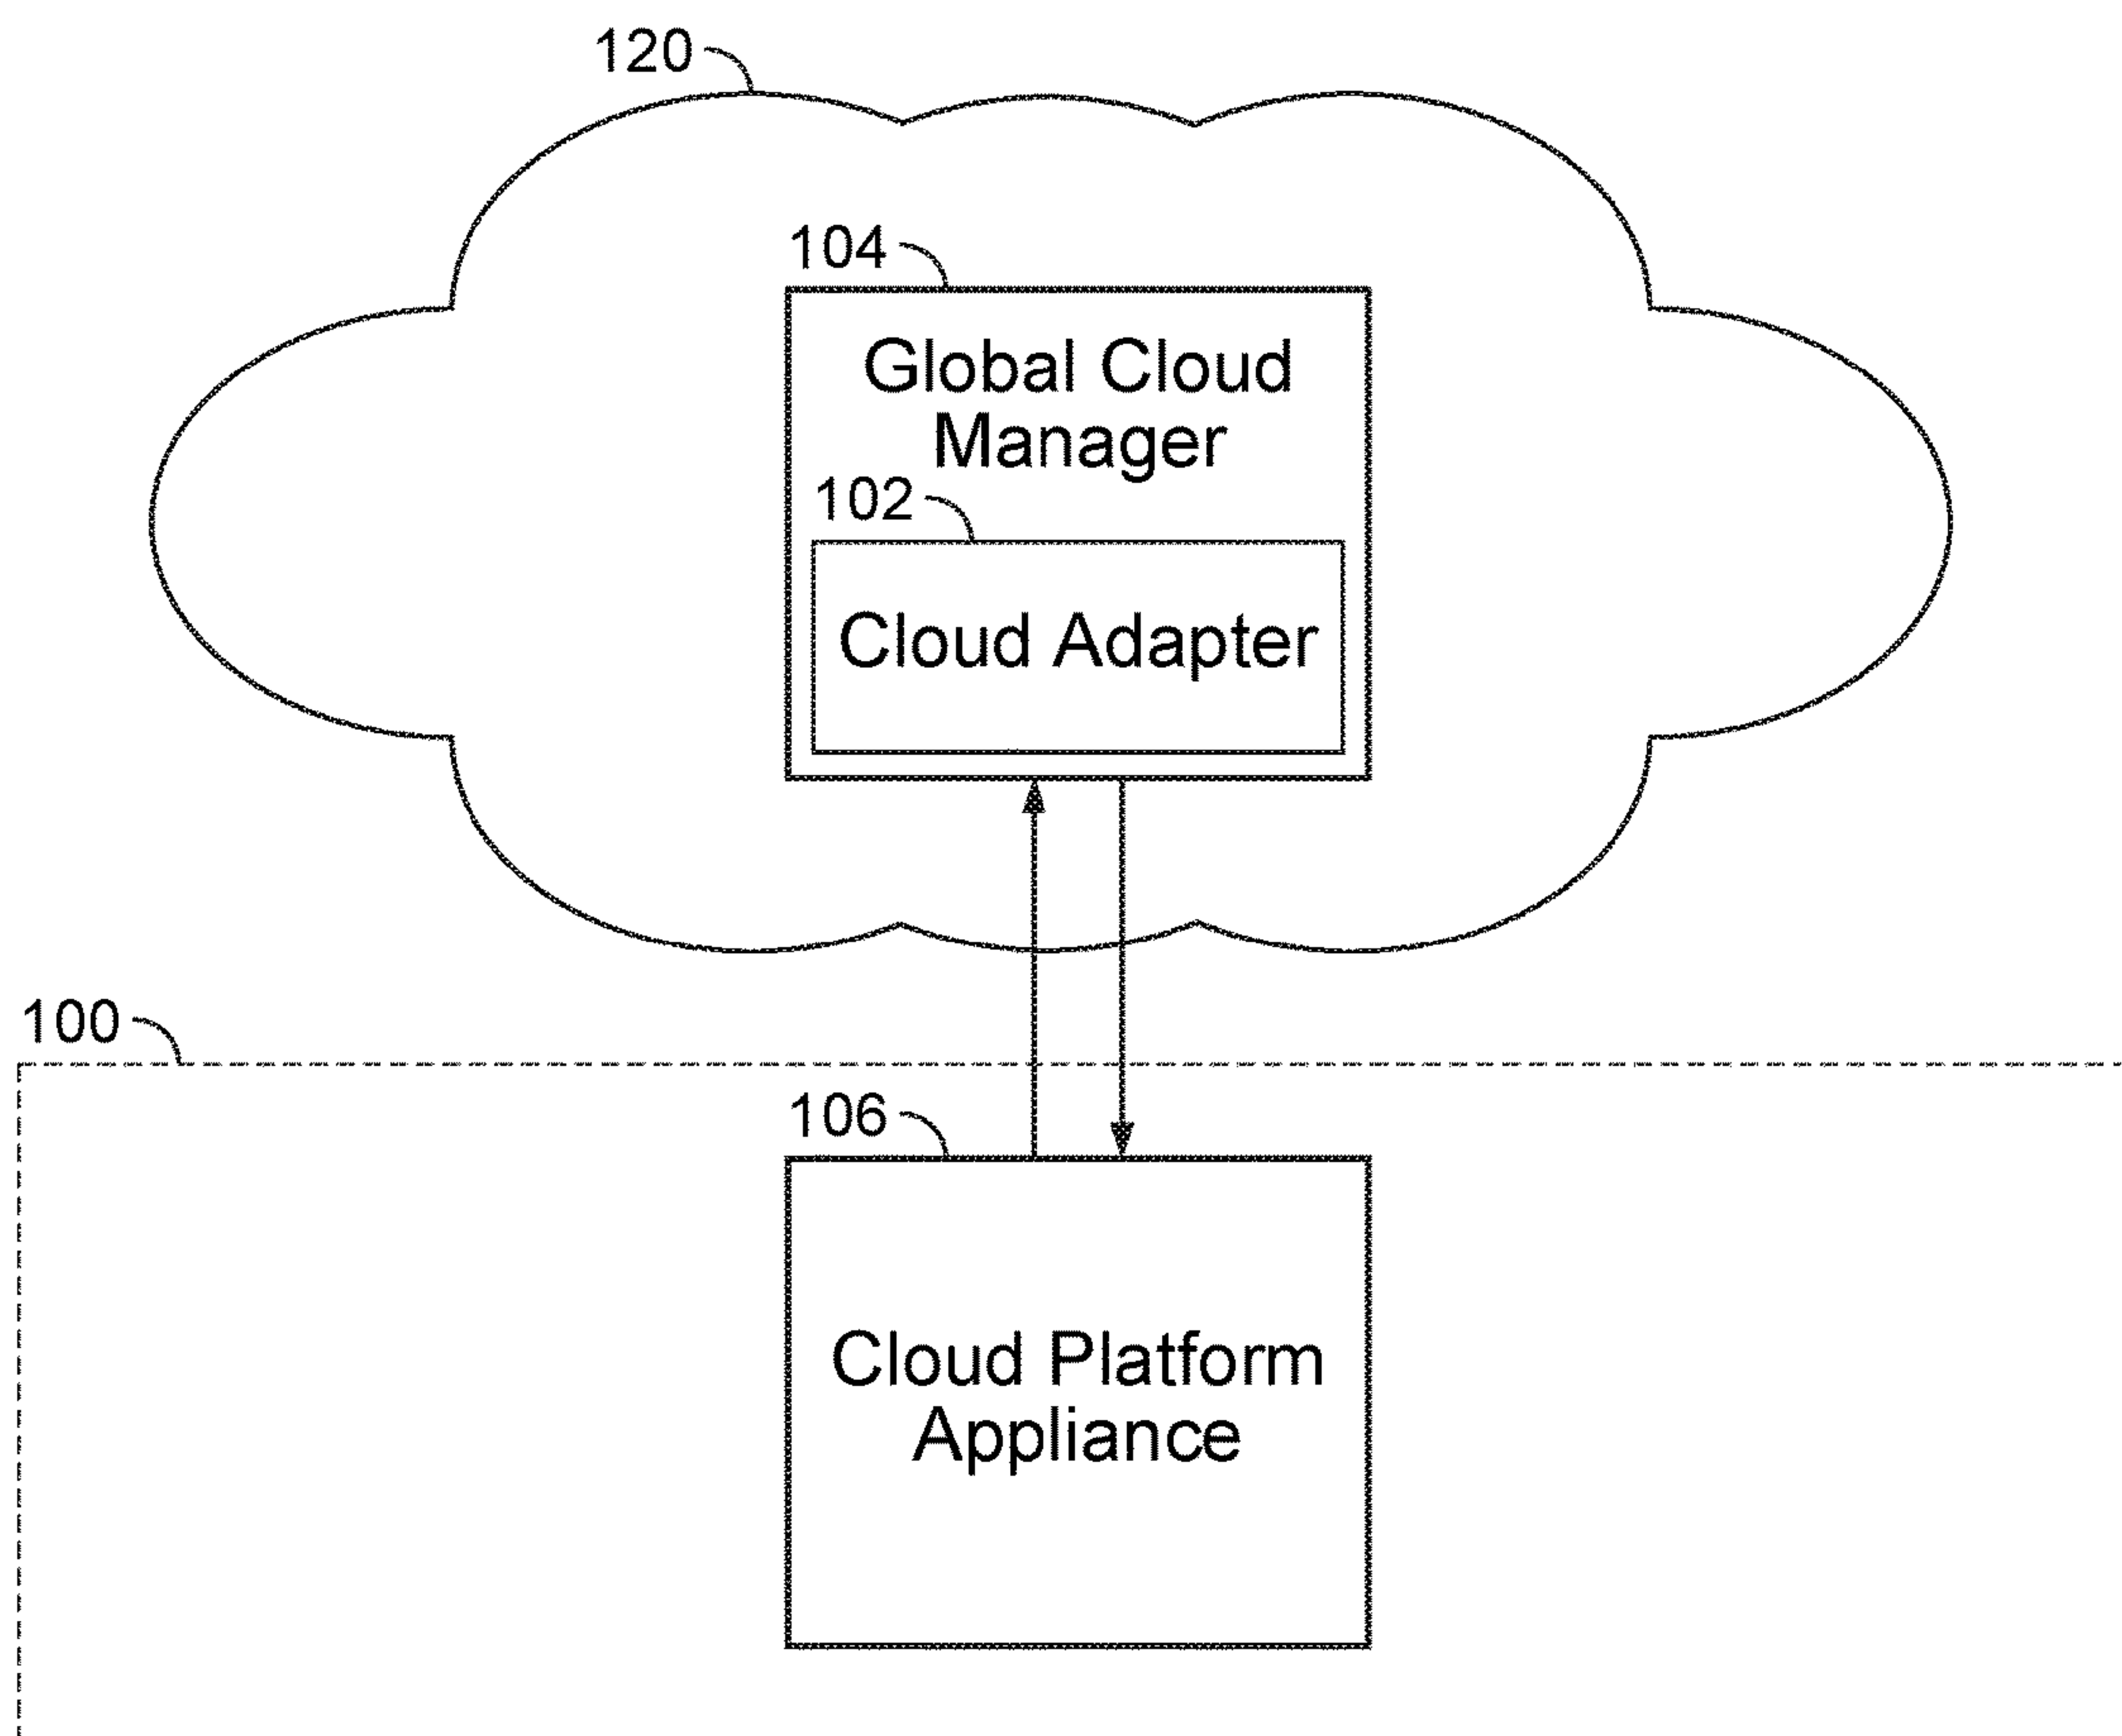 120
104
Global Cloud
Manager
102
Cloud Adapter
100
106
Cloud Platform
Appliance